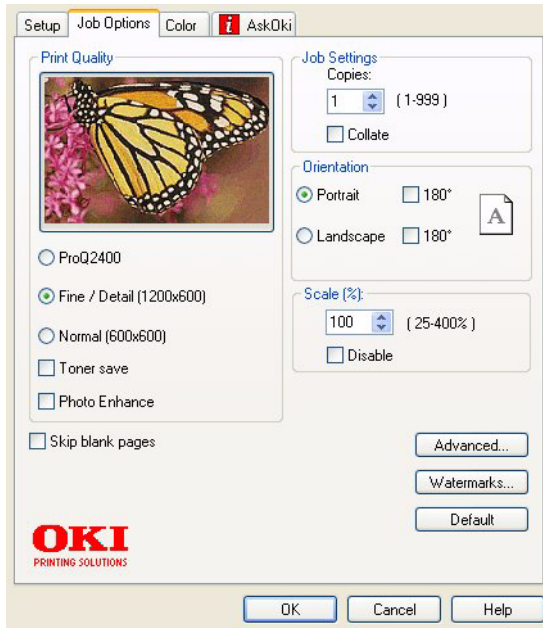 Setup Job Options Color i AskOki
Print Quality
ProQ2400
Fine / Detail (1200x600)
Normal (600x600)
Toner save
Photo Enhance
Skip blank pages
OKI
PRINTING SOLUTIONS
Job Settings
Copies:
1 (1-999)
Collate
Orientation
Portrait 180°
Landscape 180°
A
Scale (%):
100 (25-400%)
Disable
Advanced...
Watermarks...
Default
OK Cancel Help